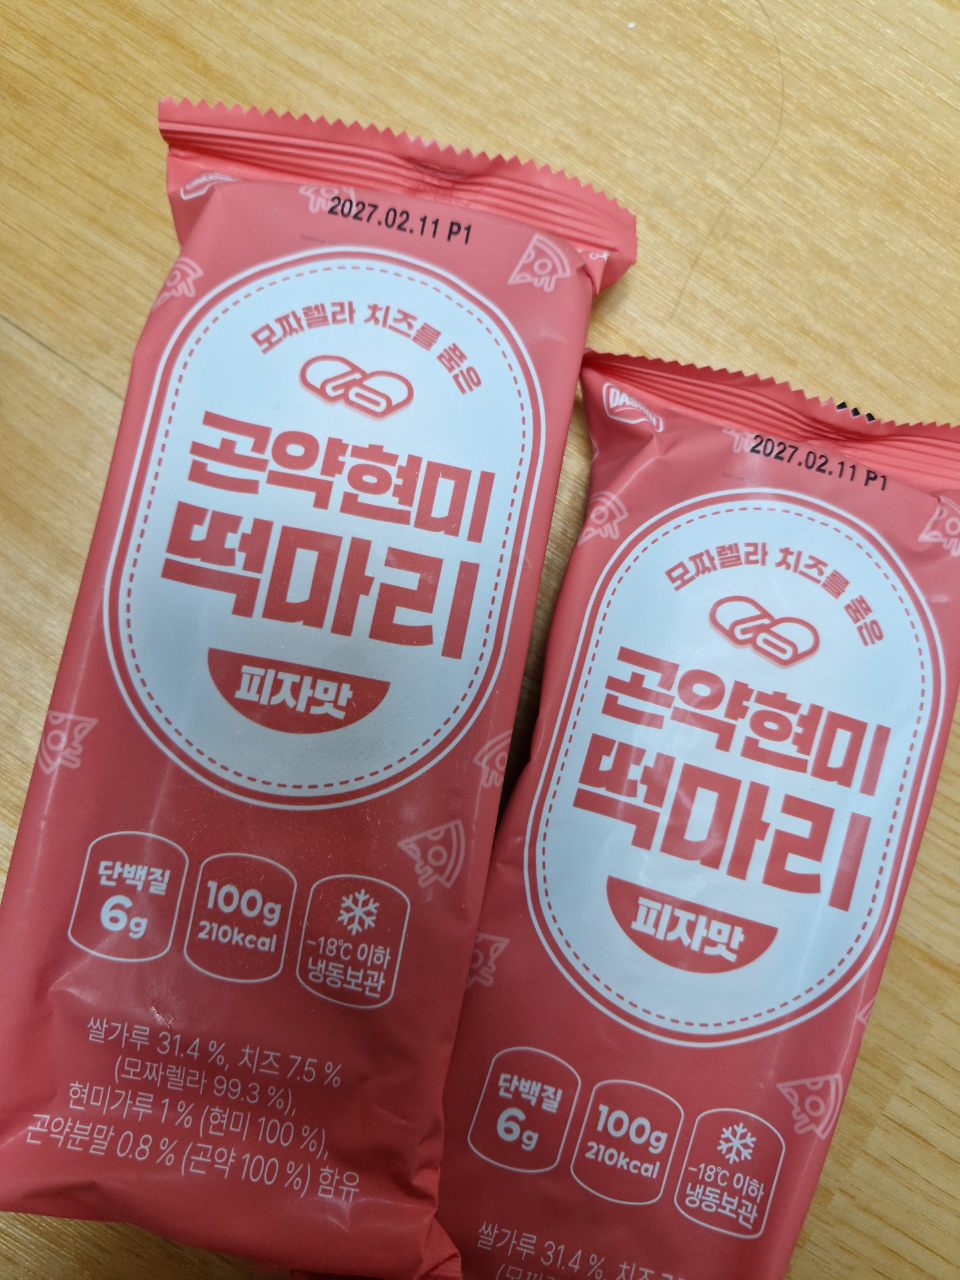 2027.02.11 P1
모짜렐라 치즈를 품은
곤약현미
떡마리
피자맛
단백질
6g
100g
210kcal
-18℃ 이하
냉동보관
쌀가루 31.4 %, 치즈 7.5 %
(모짜렐라 99.3 %),
현미가루 1 % (현미 100 %),
곤약분말 0.8 % (곤약 100 %) 함유
2027.02.11 P1
모짜렐라 치즈를 품은
곤약현미
떡마리
피자맛
단백질
6g
100g
210kcal
-18℃ 이하
냉동보관
쌀가루 31.4 %, 치즈